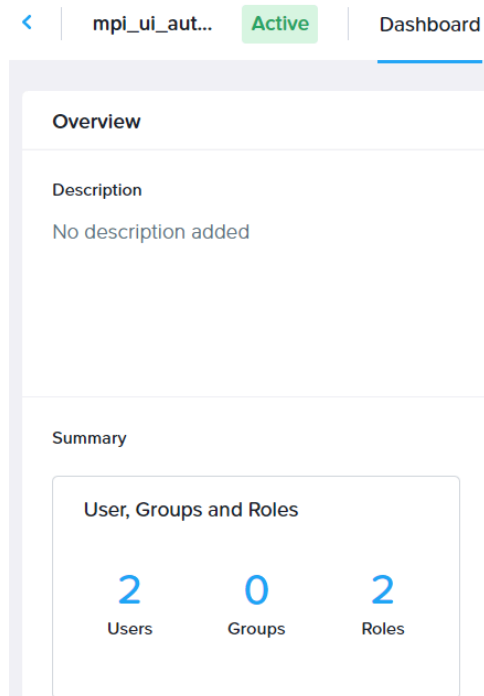 mpi_ui_aut... Active Dashboard
Overview
Description
No description added
Summary
User, Groups and Roles
2 0 2
Users Groups Roles